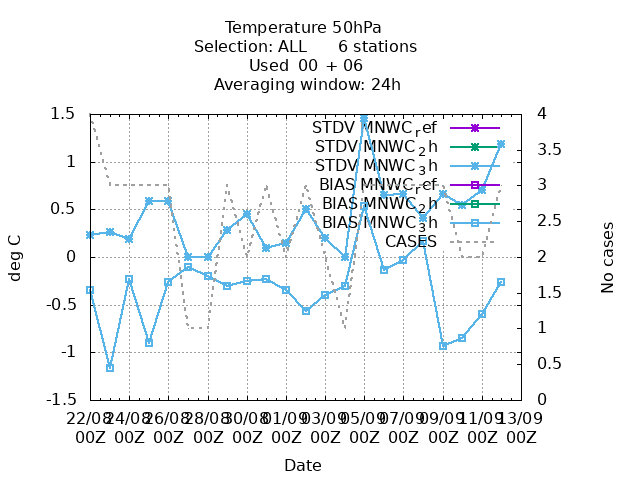 Temperature 50hPa
Selection: ALL      6 stations
Used  00 + 06
Averaging window: 24h
1.5
1
0.5
0
-0.5
-1
-1.5
4
3.5
3
2.5
2
1.5
1
0.5
0
deg C
No cases
STDV MNWC_ref
STDV MNWC_2h
STDV MNWC_3h
BIAS MNWC_ref
BIAS MNWC_2h
BIAS MNWC_3h
CASES
22/08 24/08 26/08 28/08 30/08 01/09 03/09 05/09 07/09 09/09 11/09 13/09
00Z 00Z 00Z 00Z 00Z 00Z 00Z 00Z 00Z 00Z 00Z 00Z
Date